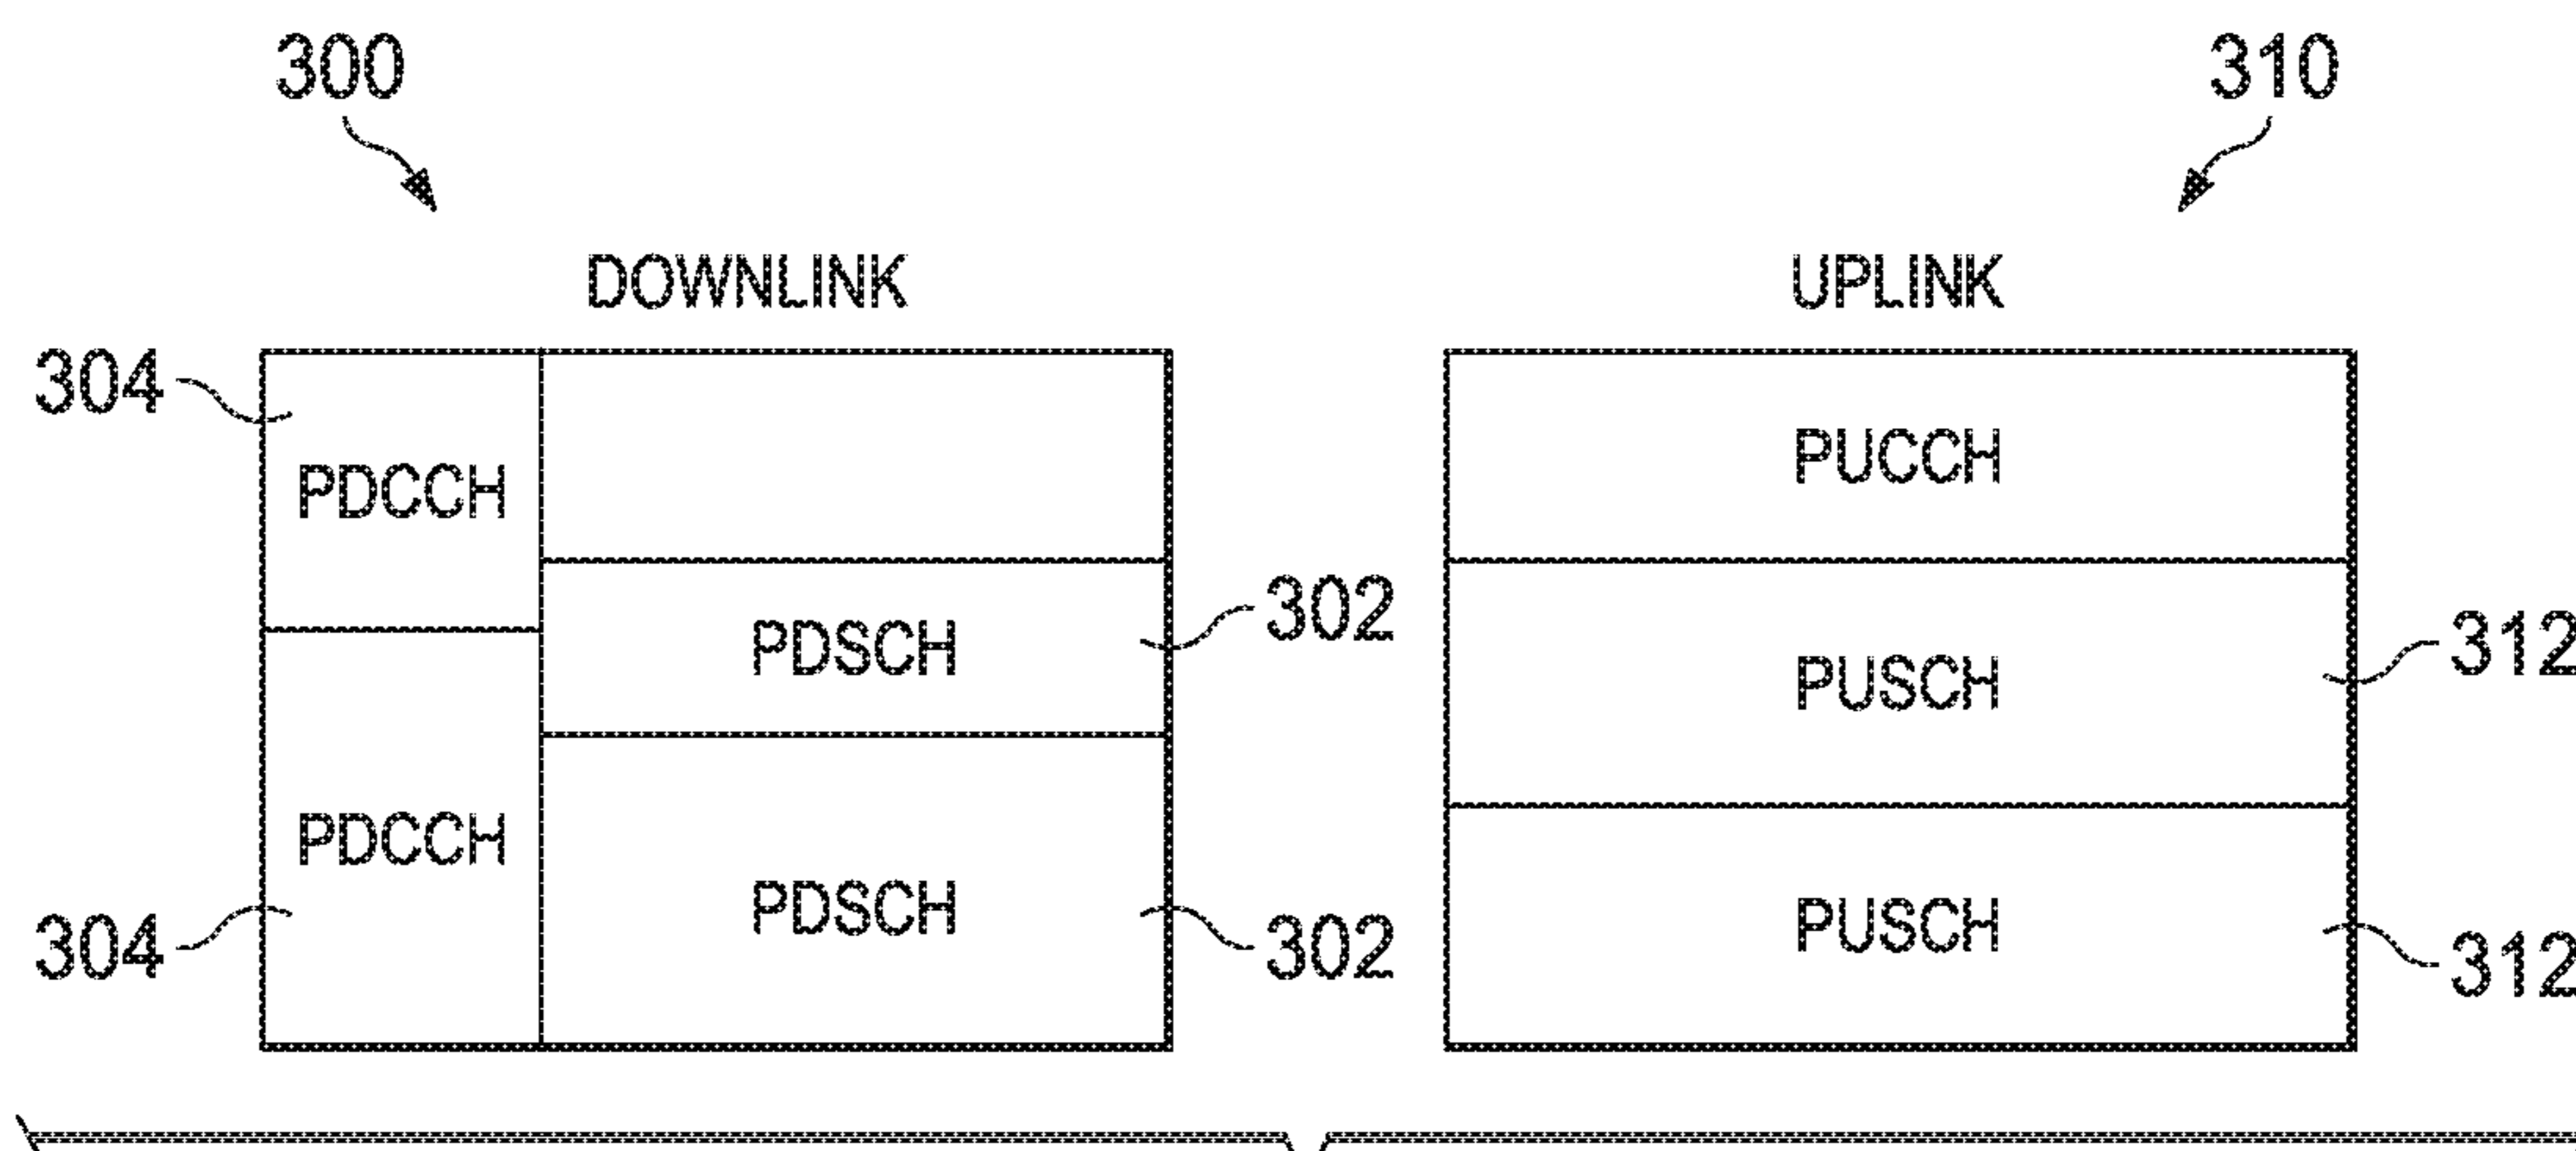 300
310
DOWNLINK
UPLINK
304
PDCCH
PUCCH
302
PDSCH
312
PUSCH
PDCCH
304
PDSCH
302
PUSCH
312